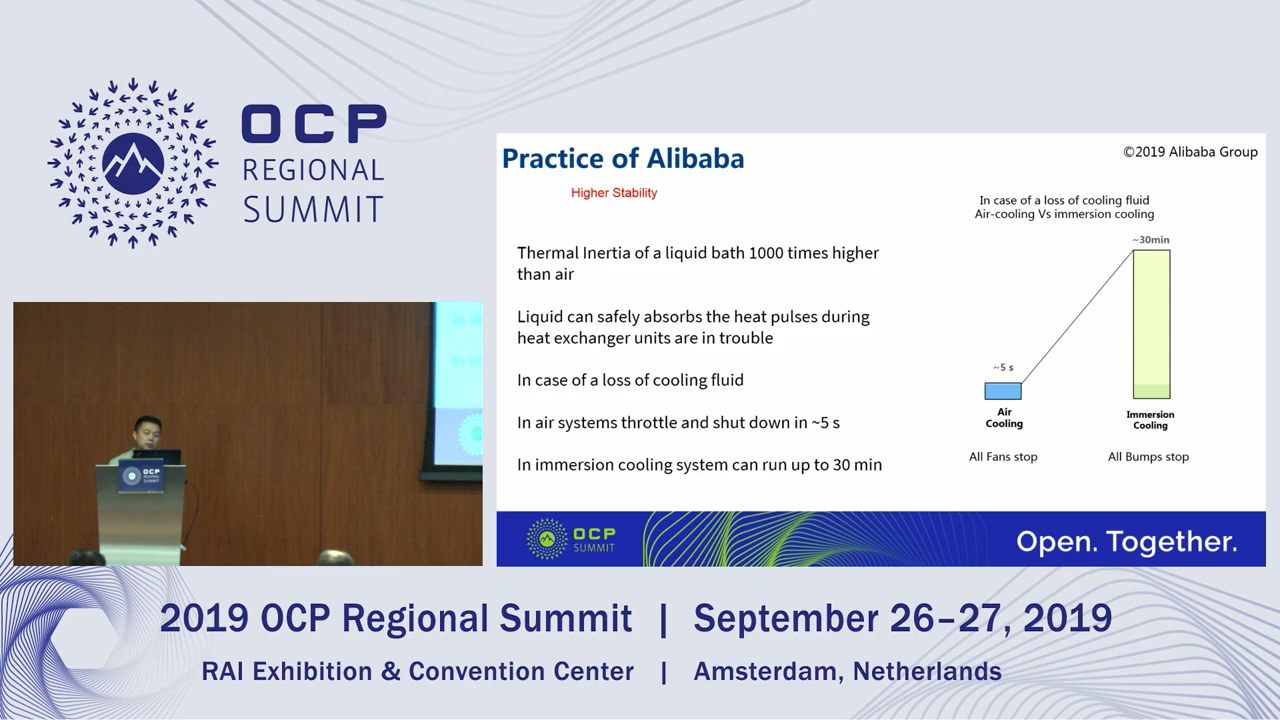 OCP
REGIONAL
SUMMIT
Practice of Alibaba
©2019 Alibaba Group
Higher Stability
Thermal Inertia of a liquid bath 1000 times higher
than air
Liquid can safely absorbs the heat pulses during
heat exchanger units are in trouble
In case of a loss of cooling fluid
In air systems throttle and shut down in ~5 s
In immersion cooling system can run up to 30 min
In case of a loss of cooling fluid
Air-cooling Vs immersion cooling
~30min
~5 s
Air
Cooling
Immersion
Cooling
All Fans stop
All Bumps stop
OCP
SUMMIT
Open. Together.
OCP
REGIONAL
SUMMIT
2019 OCP Regional Summit | September 26–27, 2019
RAI Exhibition & Convention Center | Amsterdam, Netherlands